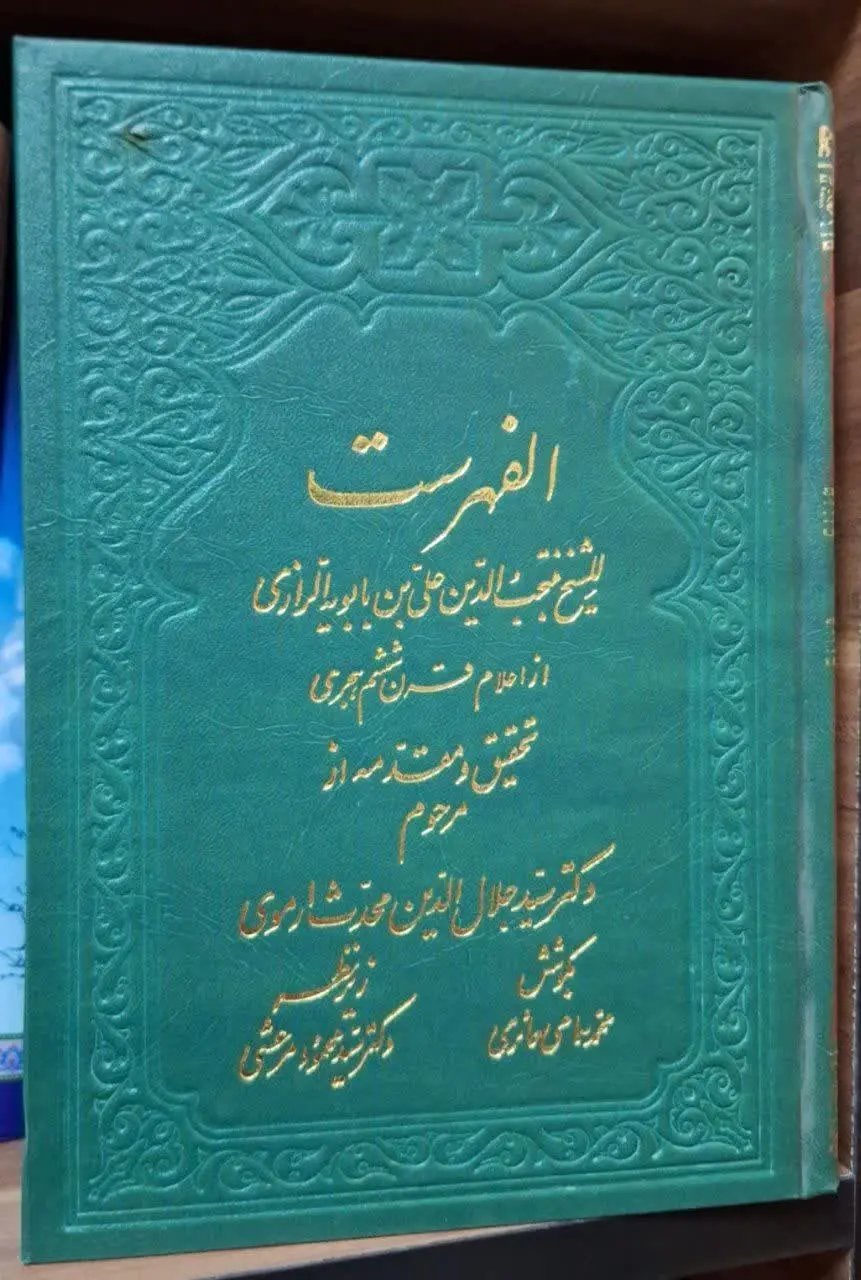 الفهرست
للشیخ منتجب الدین علی بن بابویه الرازی
از اعلام قرن ششم هجری
تحقیق و مقدمه از
مرحوم
دکتر سید جلال الدین محدث ارموی
بکوشش
محمد سمامی حائری
زیر نظر
دکتر سید محمود مرعشی